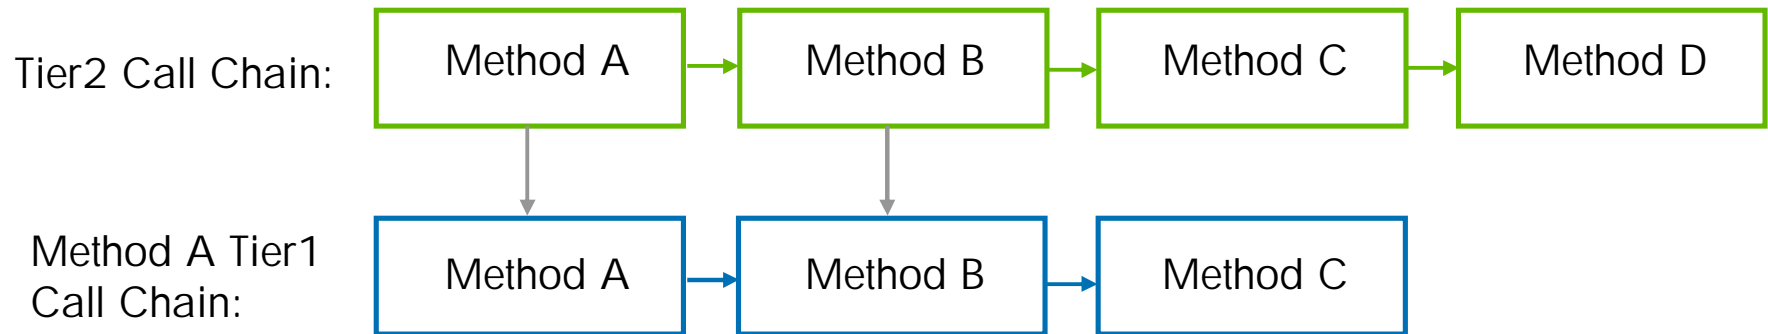 Tier2 Call Chain:
Method A
Method B
Method C
Method D
Method A Tier1
Call Chain:
Method A
Method B
Method C